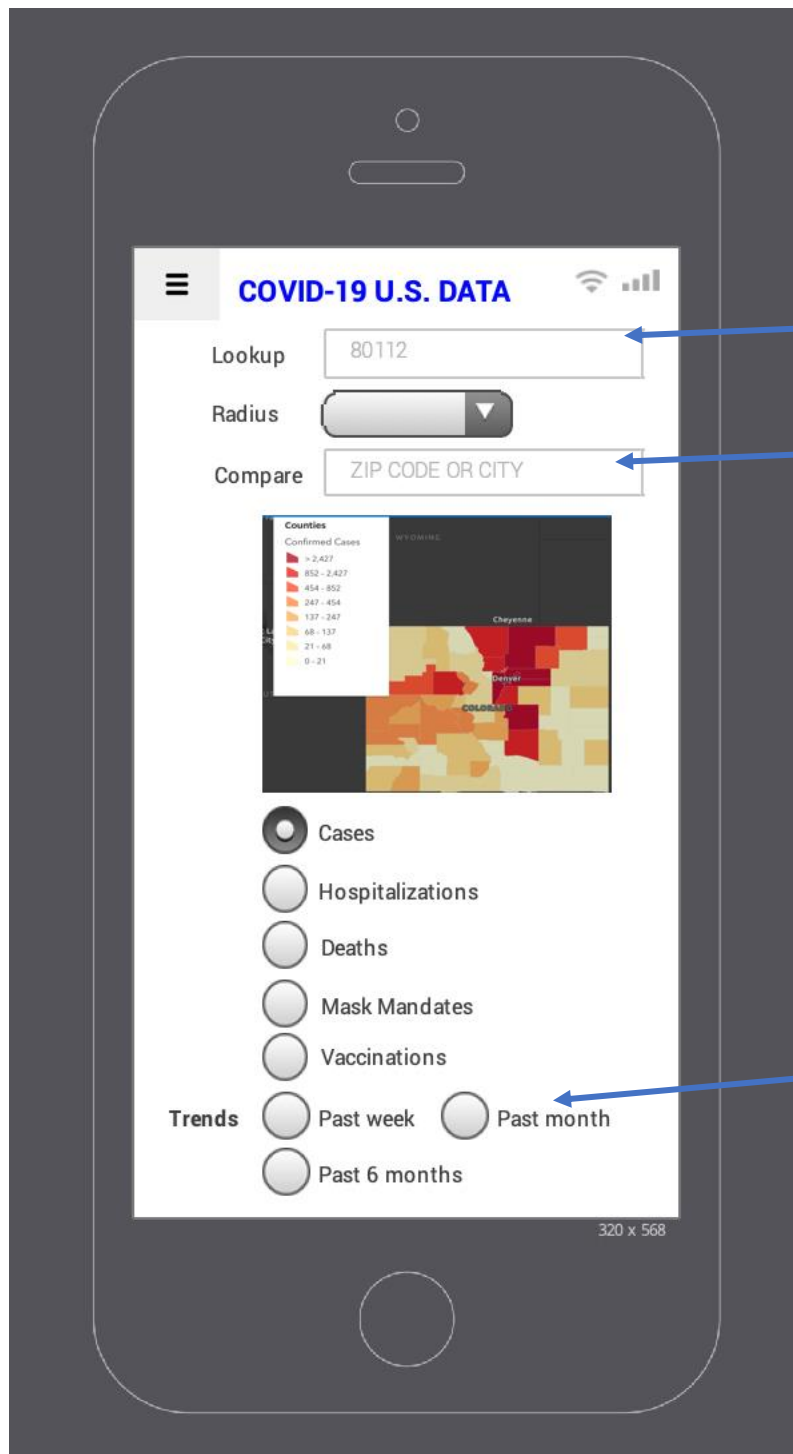 COVID-19 U.S. DATA
Lookup 80112
Radius
Compare ZIP CODE OR CITY
Counties
Confirmed Cases
> 2,427
852 - 2,427
454 - 852
247 - 454
137 - 247
68 - 137
21 - 68
0 - 21
WYOMING
Cheyenne
Denver
COLORADO
Cases
Hospitalizations
Deaths
Mask Mandates
Vaccinations
Trends Past week Past month
Past 6 months
320 x 568